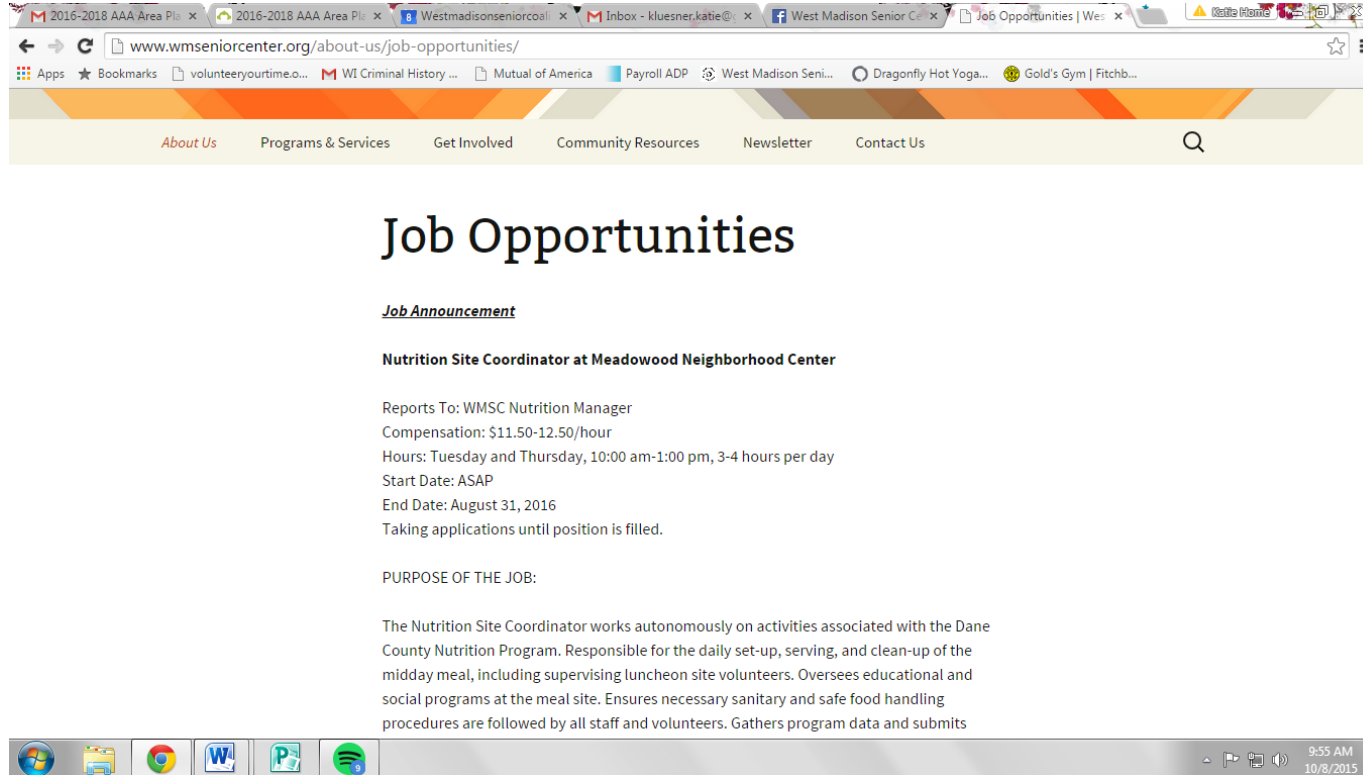 2016-2018 AAA Area Pla
2016-2018 AAA Area Pla
8 Westmadisonseniorcoali
Inbox - kluesner.katie@
West Madison Senior Ce
Job Opportunities | Wes
Katie Home
www.wmseniorcenter.org/about-us/job-opportunities/
Apps Bookmarks volunteeryourtime.o... WI Criminal History ... Mutual of America Payroll ADP West Madison Seni... Dragonfly Hot Yoga... Gold's Gym | Fitchb...
About Us Programs & Services Get Involved Community Resources Newsletter Contact Us
Job Opportunities
Job Announcement
Nutrition Site Coordinator at Meadowood Neighborhood Center
Reports To: WMSC Nutrition Manager
Compensation: $11.50-12.50/hour
Hours: Tuesday and Thursday, 10:00 am-1:00 pm, 3-4 hours per day
Start Date: ASAP
End Date: August 31, 2016
Taking applications until position is filled.
PURPOSE OF THE JOB:
The Nutrition Site Coordinator works autonomously on activities associated with the Dane
County Nutrition Program. Responsible for the daily set-up, serving, and clean-up of the
midday meal, including supervising luncheon site volunteers. Oversees educational and
social programs at the meal site. Ensures necessary sanitary and safe food handling
procedures are followed by all staff and volunteers. Gathers program data and submits
9
9:55 AM
10/8/2015